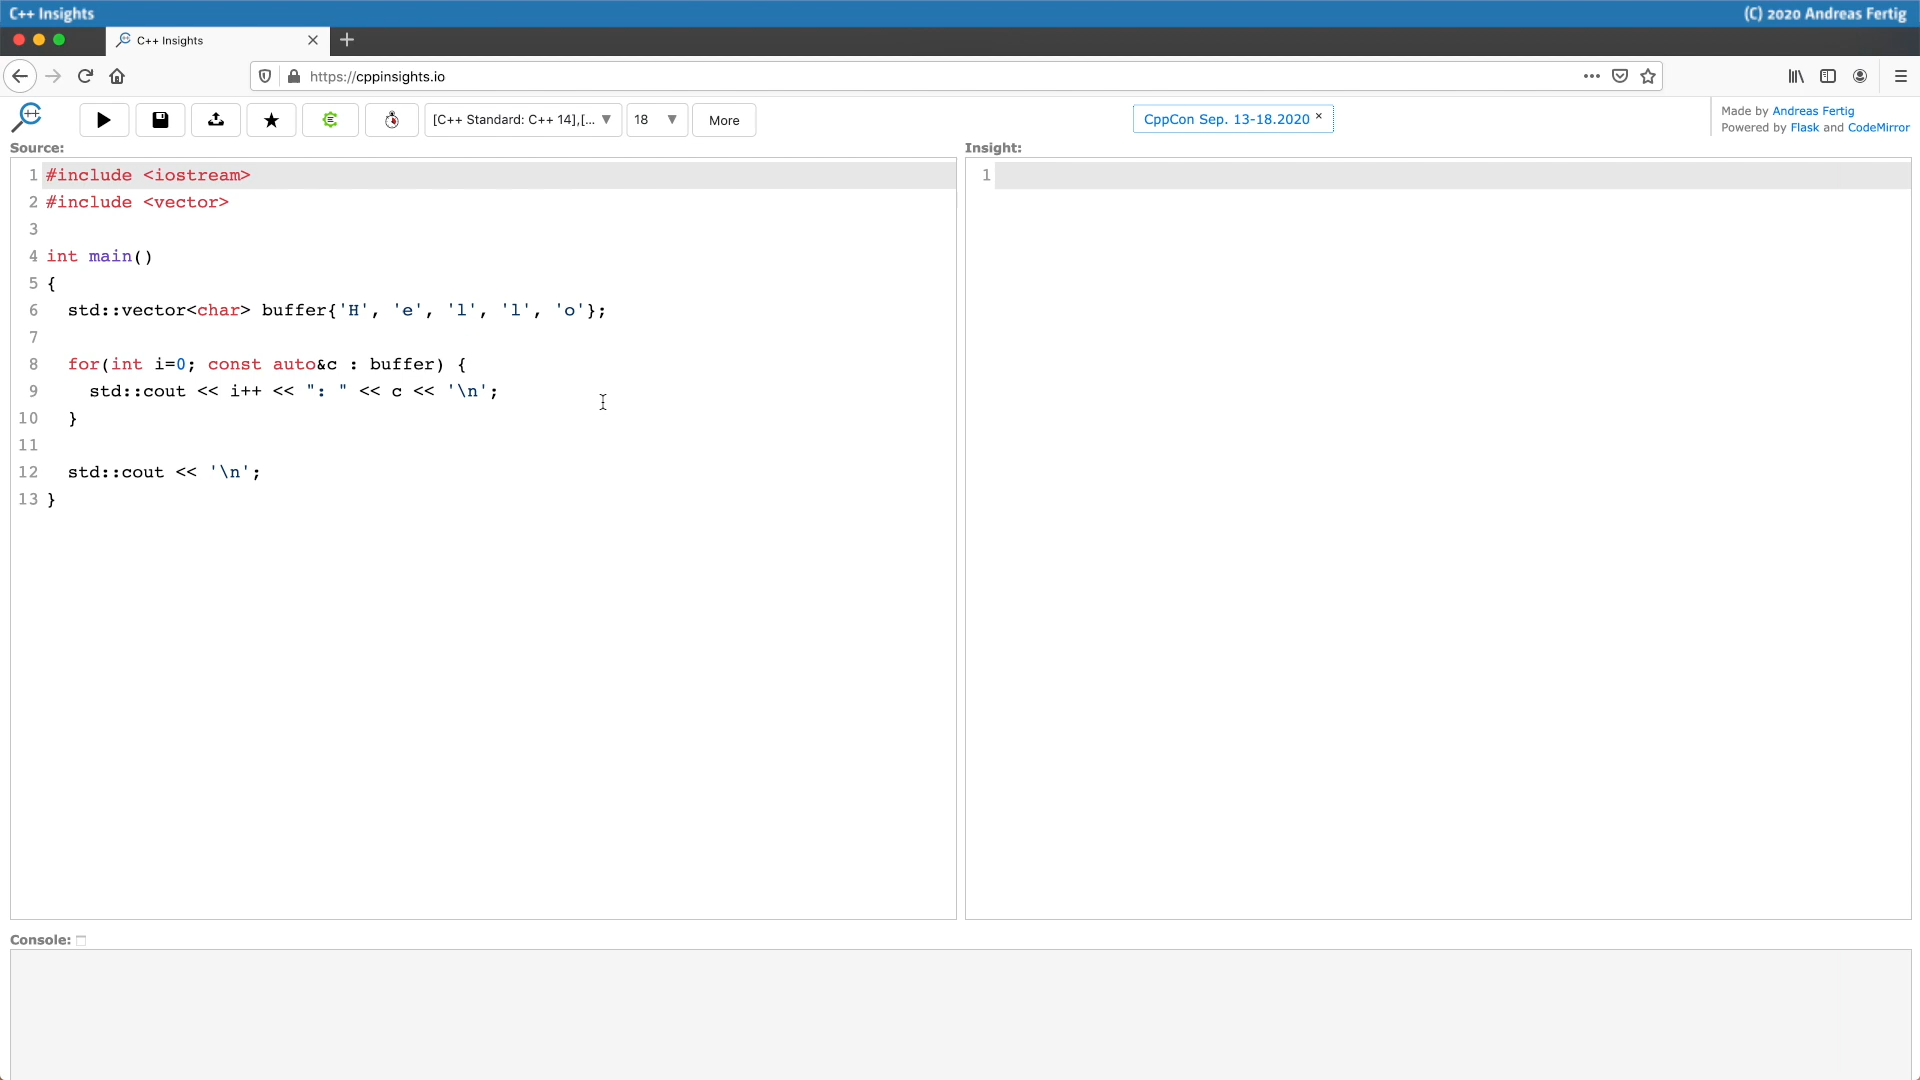 C++ Insights
(C) 2020 Andreas Fertig
C++ Insights
https://cppinsights.io
[C++ Standard: C++ 14],[...
18
More
CppCon Sep. 13-18.2020 ×
Made by Andreas Fertig
Powered by Flask and CodeMirror
Source:
1 #include <iostream>
2 #include <vector>
3
4 int main()
5 {
6   std::vector<char> buffer{'H', 'e', 'l', 'l', 'o'};
7
8   for(int i=0; const auto&c : buffer) {
9     std::cout << i++ << ": " << c << '\n';
10   }
11
12   std::cout << '\n';
13 }
Insight:
1
Console: